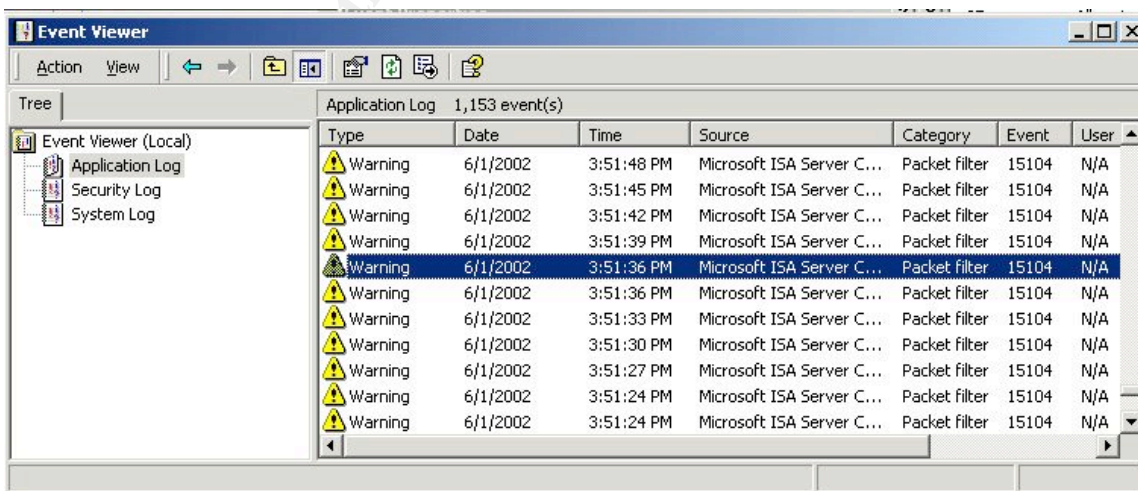 Event Viewer
Action View
Tree
Application Log 1,153 event(s)
Event Viewer (Local)
Application Log
Security Log
System Log
Type Date Time Source Category Event User
Warning 6/1/2002 3:51:48 PM Microsoft ISA Server C... Packet filter 15104 N/A
Warning 6/1/2002 3:51:45 PM Microsoft ISA Server C... Packet filter 15104 N/A
Warning 6/1/2002 3:51:42 PM Microsoft ISA Server C... Packet filter 15104 N/A
Warning 6/1/2002 3:51:39 PM Microsoft ISA Server C... Packet filter 15104 N/A
Warning 6/1/2002 3:51:36 PM Microsoft ISA Server C... Packet filter 15104 N/A
Warning 6/1/2002 3:51:36 PM Microsoft ISA Server C... Packet filter 15104 N/A
Warning 6/1/2002 3:51:33 PM Microsoft ISA Server C... Packet filter 15104 N/A
Warning 6/1/2002 3:51:30 PM Microsoft ISA Server C... Packet filter 15104 N/A
Warning 6/1/2002 3:51:27 PM Microsoft ISA Server C... Packet filter 15104 N/A
Warning 6/1/2002 3:51:24 PM Microsoft ISA Server C... Packet filter 15104 N/A
Warning 6/1/2002 3:51:24 PM Microsoft ISA Server C... Packet filter 15104 N/A